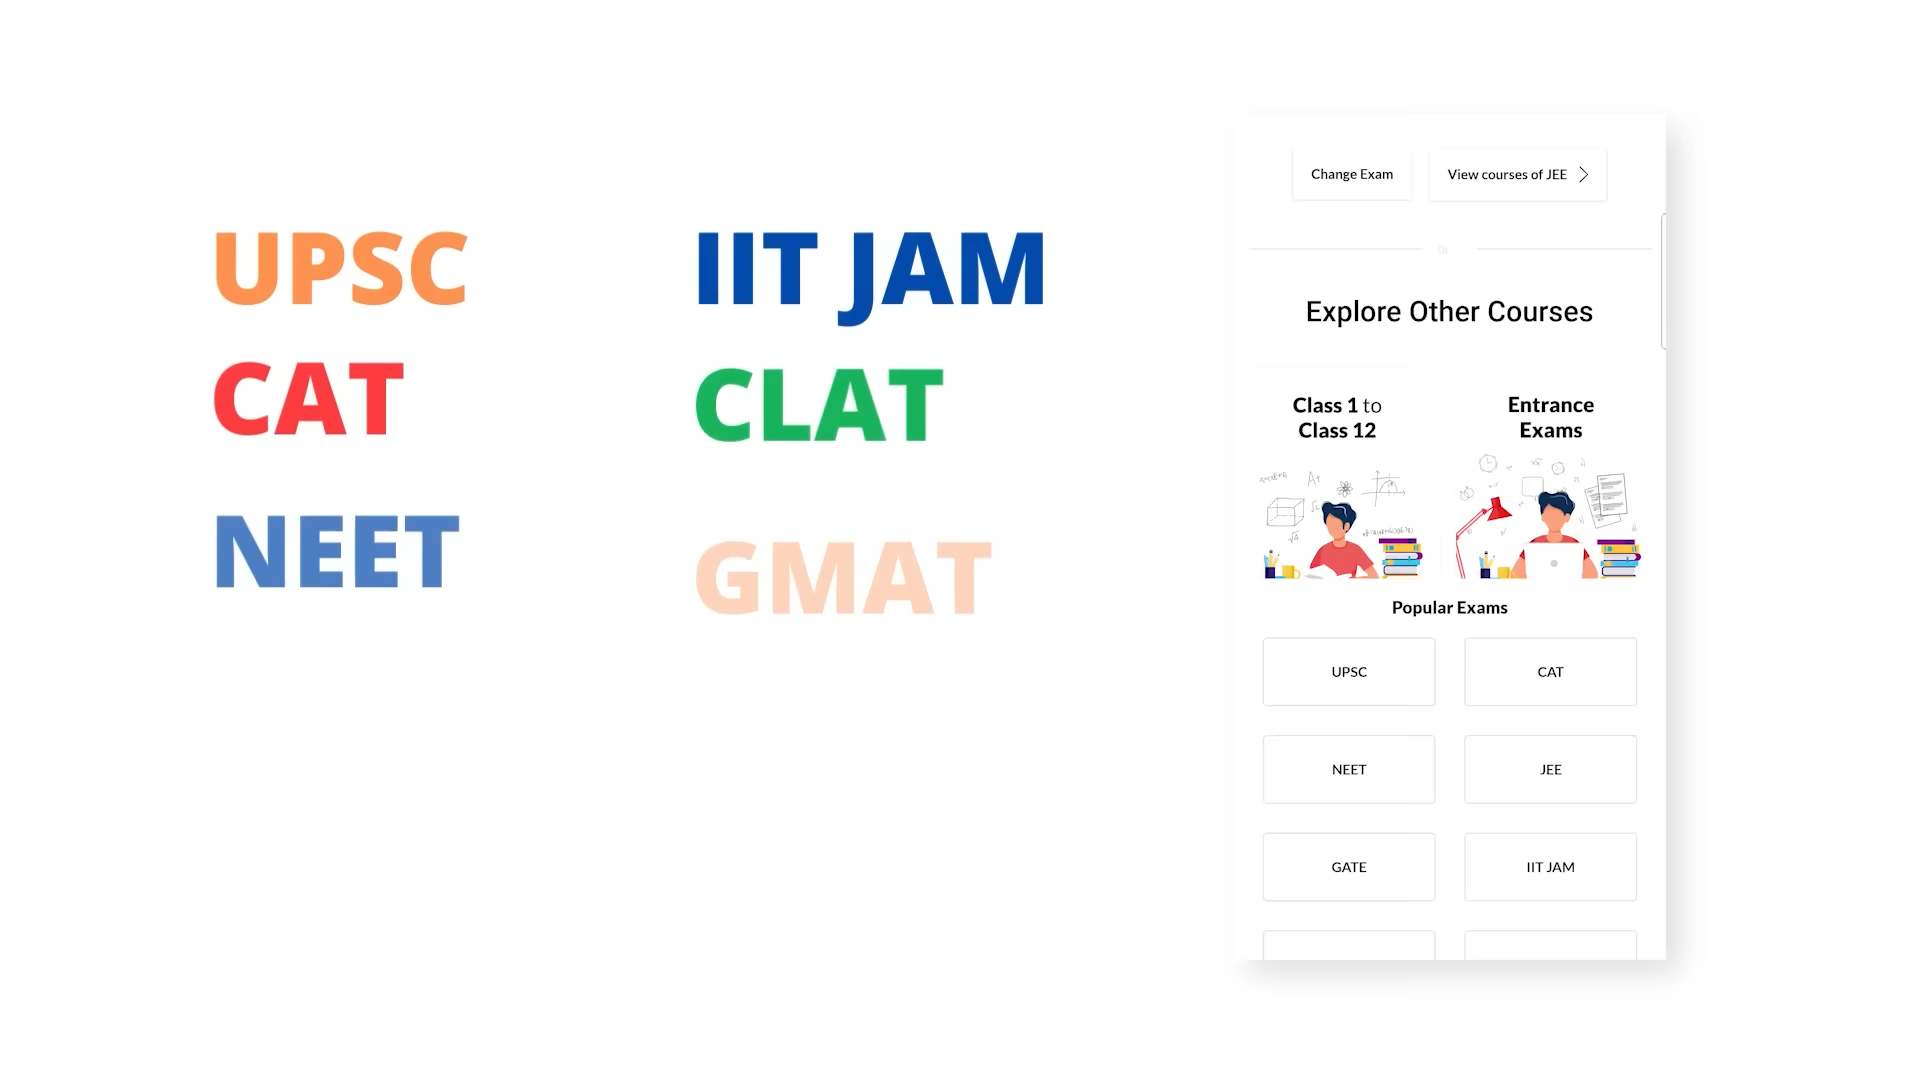 UPSC
CAT
NEET
IIT JAM
CLAT
GMAT
Change Exam
View courses of JEE
Explore Other Courses
Class 1 to
Class 12
Entrance
Exams
A+
Popular Exams
UPSC
CAT
NEET
JEE
GATE
IIT JAM